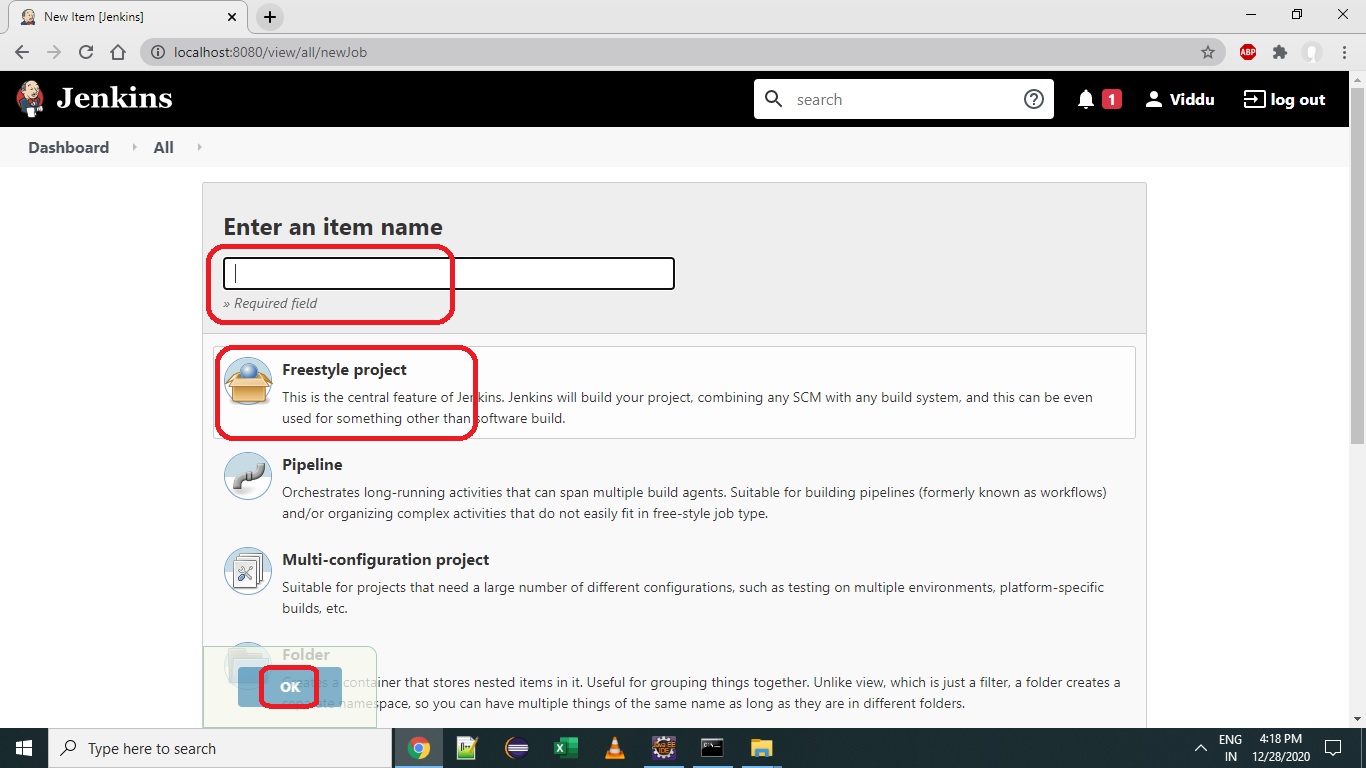 New Item [Jenkins]
localhost:8080/view/all/newJob
ABP
Jenkins
search
1
Viddu
log out
Dashboard
All
Enter an item name
» Required field
Freestyle project
This is the central feature of Jenkins. Jenkins will build your project, combining any SCM with any build system, and this can be even
used for something other than software build.
Pipeline
Orchestrates long-running activities that can span multiple build agents. Suitable for building pipelines (formerly known as workflows)
and/or organizing complex activities that do not easily fit in free-style job type.
Multi-configuration project
Suitable for projects that need a large number of different configurations, such as testing on multiple environments, platform-specific
builds, etc.
Folder
Creates a container that stores nested items in it. Useful for grouping things together. Unlike view, which is just a filter, a folder creates a
separate namespace, so you can have multiple things of the same name as long as they are in different folders.
OK
Type here to search
ENG
IN
4:18 PM
12/28/2020